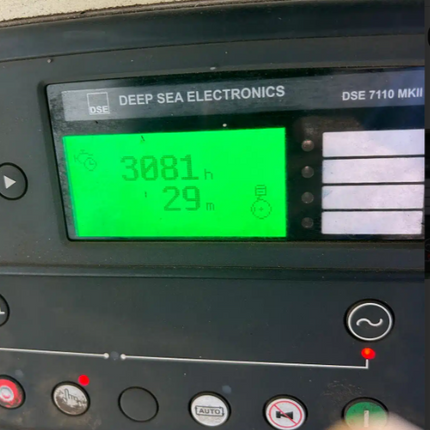 DSE
DEEP SEA ELECTRONICS
DSE 7110 MKII
3081 h
29 m
AUTO